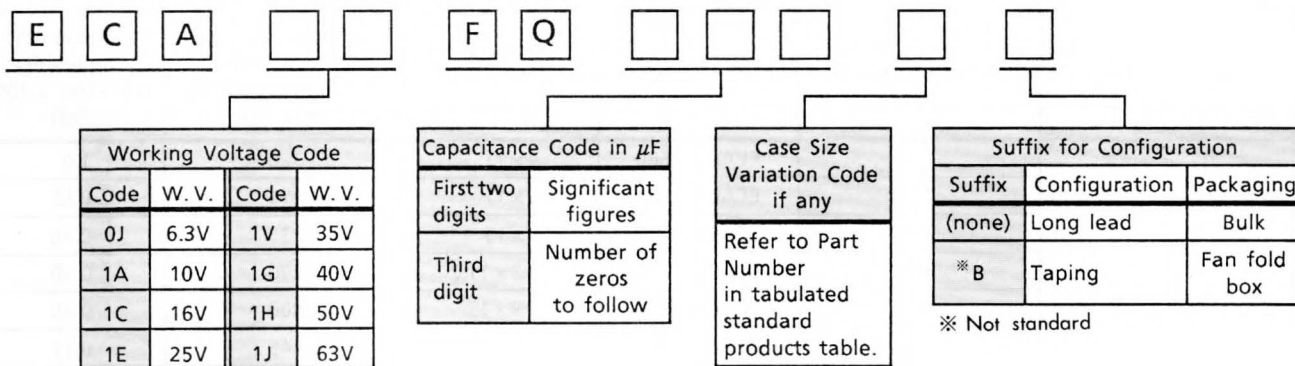 E C A F Q
Working Voltage Code
Code W. V. Code W. V.
0J 6.3V 1V 35V
1A 10V 1G 40V
1C 16V 1H 50V
1E 25V 1J 63V
Capacitance Code in μF
First two digits
Significant figures
Third digit
Number of zeros to follow
Case Size
Variation Code
if any
Refer to Part
Number
in tabulated
standard
products table.
Suffix for Configuration
Suffix Configuration Packaging
(none) Long lead Bulk
※B Taping Fan fold box
※ Not standard